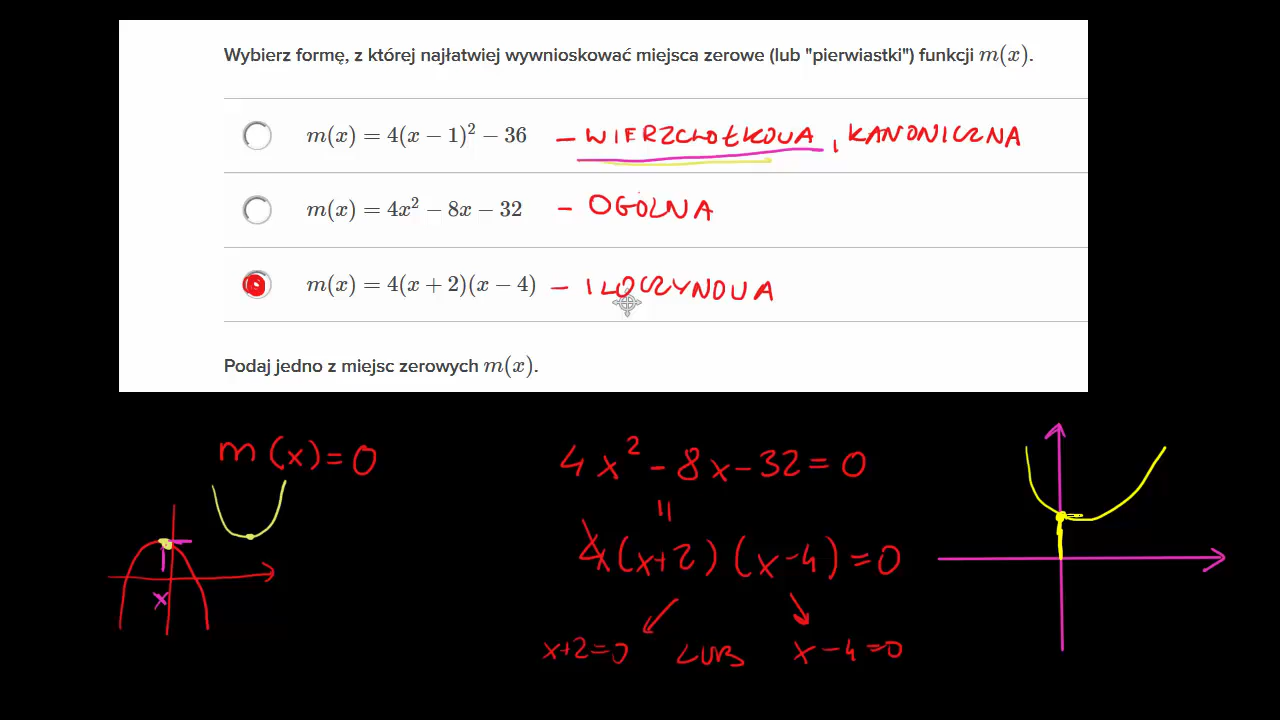 Wybierz formę, z której najłatwiej wywnioskować miejsca zerowe (lub "pierwiastki") funkcji m(x).
m(x) = 4(x − 1)² − 36 – WIERZCHOŁKOWA, KANONICZNA
m(x) = 4x² − 8x − 32 – OGÓLNA
m(x) = 4(x + 2)(x − 4) – ILOCZYNOWA
Podaj jedno z miejsc zerowych m(x).
m(x)=0
4x² − 8x − 32 = 0
=
4(x+2)(x−4)=0
x+2=0 LUB x−4=0
x